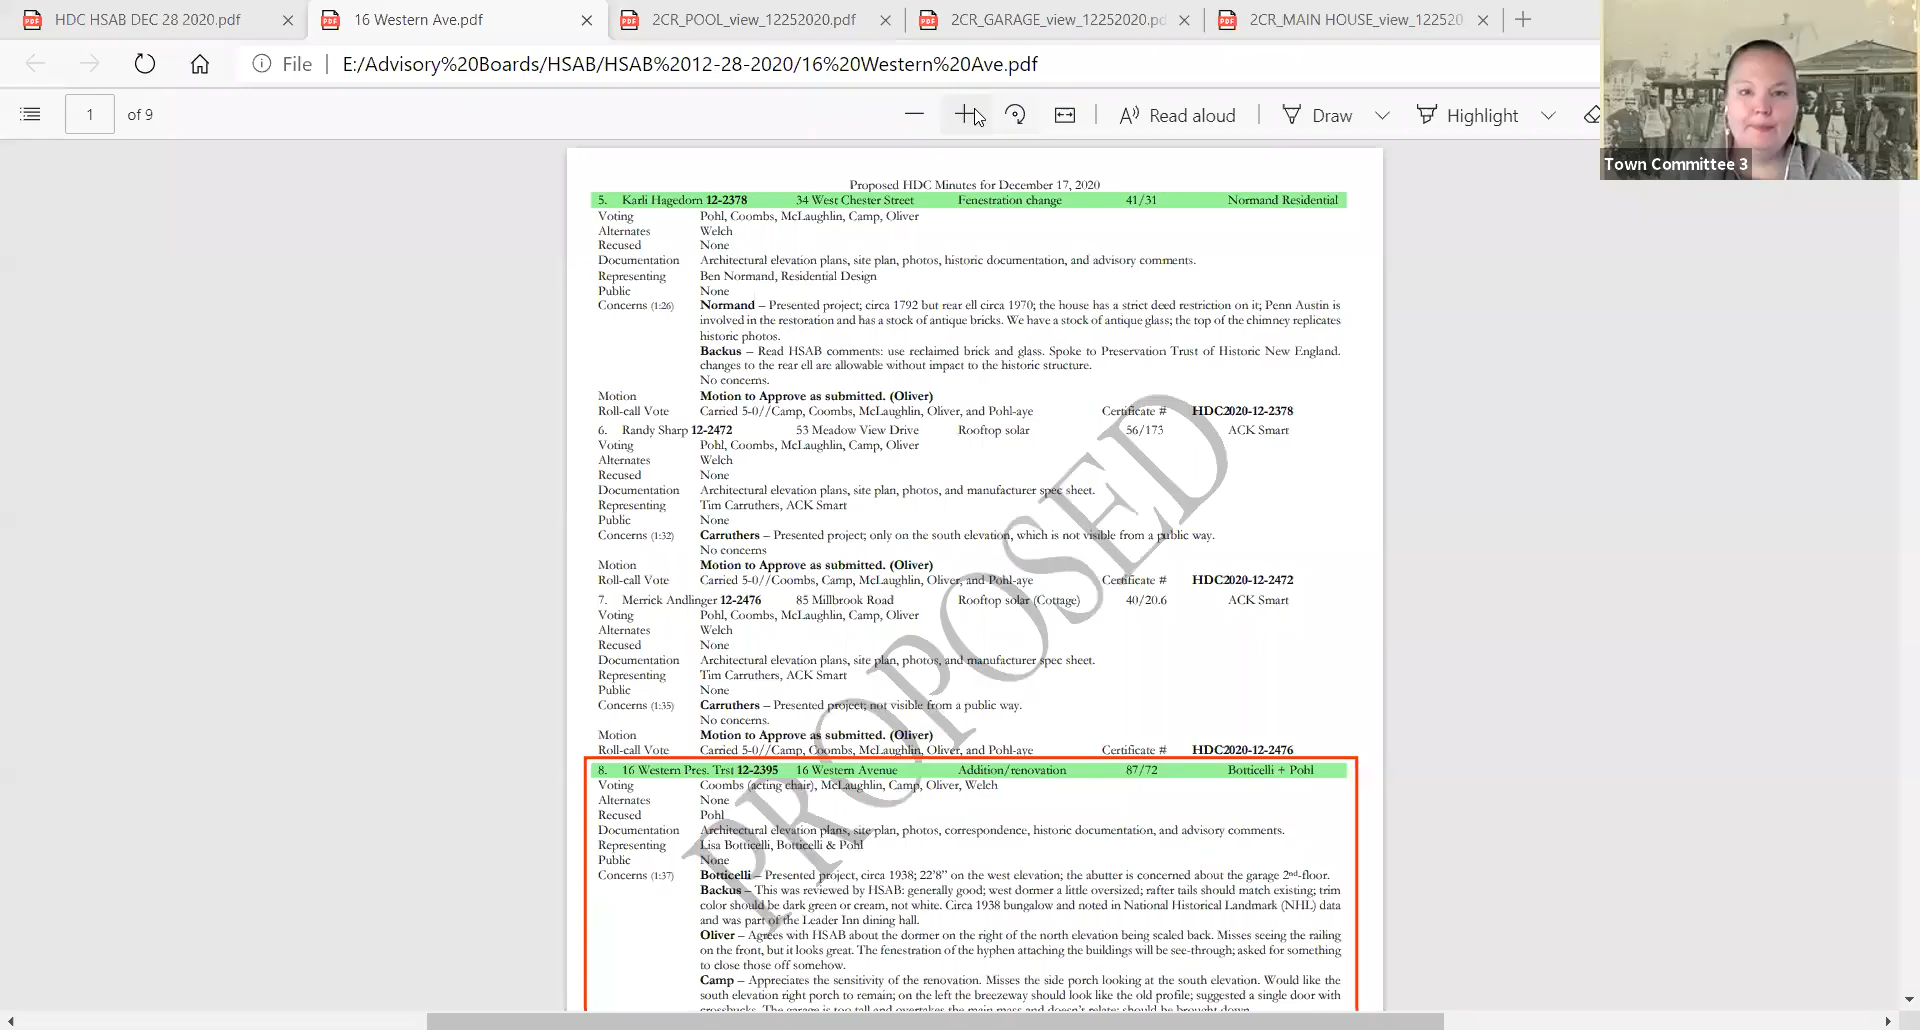 HDC HSAB DEC 28 2020.pdf
16 Western Ave.pdf
2CR_POOL_view_12252020.pdf
2CR_GARAGE_view_12252020.pd
2CR_MAIN HOUSE_view_122520
File
E:/Advisory%20Boards/HSAB/HSAB%2012-28-2020/16%20Western%20Ave.pdf
1 of 9
Read aloud
Draw
Highlight
Town Committee 3
Proposed HDC Minutes for December 17, 2020
5. Karli Hagedorn 12-2378 34 West Chester Street Fenestration change 41/31 Normand Residential
Voting Pohl, Coombs, McLaughlin, Camp, Oliver
Alternates Welch
Recused None
Documentation Architectural elevation plans, site plan, photos, historic documentation, and advisory comments.
Representing Ben Normand, Residential Design
Public None
Concerns (1:26) Normand – Presented project; circa 1792 but rear ell circa 1970; the house has a strict deed restriction on it; Penn Austin is
involved in the restoration and has a stock of antique bricks. We have a stock of antique glass; the top of the chimney replicates
historic photos.
Backus – Read HSAB comments: use reclaimed brick and glass. Spoke to Preservation Trust of Historic New England.
changes to the rear ell are allowable without impact to the historic structure.
No concerns.
Motion Motion to Approve as submitted. (Oliver)
Roll-call Vote Carried 5-0//Camp, Coombs, McLaughlin, Oliver, and Pohl-aye Certificate # HDC2020-12-2378
6. Randy Sharp 12-2472 53 Meadow View Drive Rooftop solar 56/173 ACK Smart
Voting Pohl, Coombs, McLaughlin, Camp, Oliver
Alternates Welch
Recused None
Documentation Architectural elevation plans, site plan, photos, and manufacturer spec sheet.
Representing Tim Carruthers, ACK Smart
Public None
Concerns (1:32) Carruthers – Presented project; only on the south elevation, which is not visible from a public way.
No concerns
Motion Motion to Approve as submitted. (Oliver)
Roll-call Vote Carried 5-0//Coombs, Camp, McLaughlin, Oliver, and Pohl-aye Certificate # HDC2020-12-2472
7. Merrick Andlinger 12-2476 85 Millbrook Road Rooftop solar (Cottage) 40/20.6 ACK Smart
Voting Pohl, Coombs, McLaughlin, Camp, Oliver
Alternates Welch
Recused None
Documentation Architectural elevation plans, site plan, photos, and manufacturer spec sheet.
Representing Tim Carruthers, ACK Smart
Public None
Concerns (1:35) Carruthers – Presented project; not visible from a public way.
No concerns.
Motion Motion to Approve as submitted. (Oliver)
Roll-call Vote Carried 5-0//Camp, Coombs, McLaughlin, Oliver, and Pohl-aye Certificate # HDC2020-12-2476
8. 16 Western Pres. Trst 12-2395 16 Western Avenue Addition/renovation 87/72 Botticelli + Pohl
Voting Coombs (acting chair), McLaughlin, Camp, Oliver, Welch
Alternates None
Recused Pohl
Documentation Architectural elevation plans, site plan, photos, correspondence, historic documentation, and advisory comments.
Representing Lisa Botticelli, Botticelli & Pohl
Public None
Concerns (1:37) Botticelli – Presented project, circa 1938; 22'8" on the west elevation; the abutter is concerned about the garage 2nd-floor.
Backus – This was reviewed by HSAB: generally good; west dormer a little oversized; rafter tails should match existing; trim
color should be dark green or cream, not white. Circa 1938 bungalow and noted in National Historical Landmark (NHL) data
and was part of the Leader Inn dining hall.
Oliver – Agrees with HSAB about the dormer on the right of the north elevation being scaled back. Misses seeing the railing
on the front, but it looks great. The fenestration of the hyphen attaching the buildings will be see-through; asked for something
to close those off somehow.
Camp – Appreciates the sensitivity of the renovation. Misses the side porch looking at the south elevation. Would like the
south elevation right porch to remain; on the left the breezeway should look like the old profile; suggested a single door with
crossbucks. The garage is too tall and overtakes the main mass and doesn't relate; should be brought down.
PROPOSED